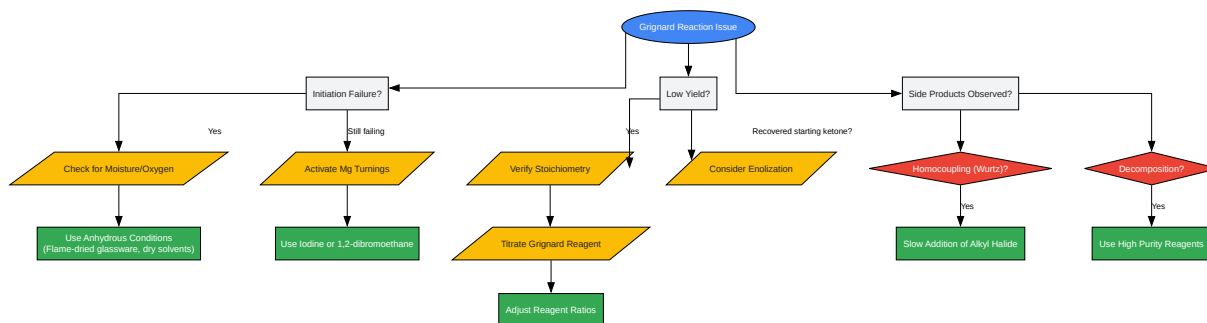 Grignard Reaction Issue
Initiation Failure?
Low Yield?
Side Products Observed?
Yes
Still failing
Yes
Recovered starting ketone?
Check for Moisture/Oxygen
Activate Mg Turnings
Verify Stoichiometry
Consider Enolization
Homocoupling (Wurtz)?
Decomposition?
Yes
Yes
Use Anhydrous Conditions
(Flame-dried glassware, dry solvents)
Use Iodine or 1,2-dibromoethane
Titrate Grignard Reagent
Slow Addition of Alkyl Halide
Use High Purity Reagents
Adjust Reagent Ratios